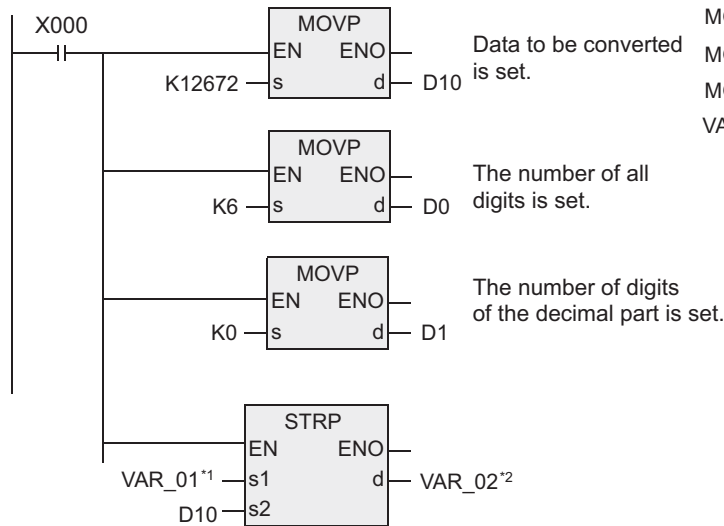 X000
MOVP
EN ENO
K12672 s d D10
Data to be converted
is set.
MOVP
EN ENO
K6 s d D0
The number of all
digits is set.
MOVP
EN ENO
K0 s d D1
The number of digits
of the decimal part is set.
STRP
EN ENO
VAR_01*1 s1 d VAR_02*2
D10 s2